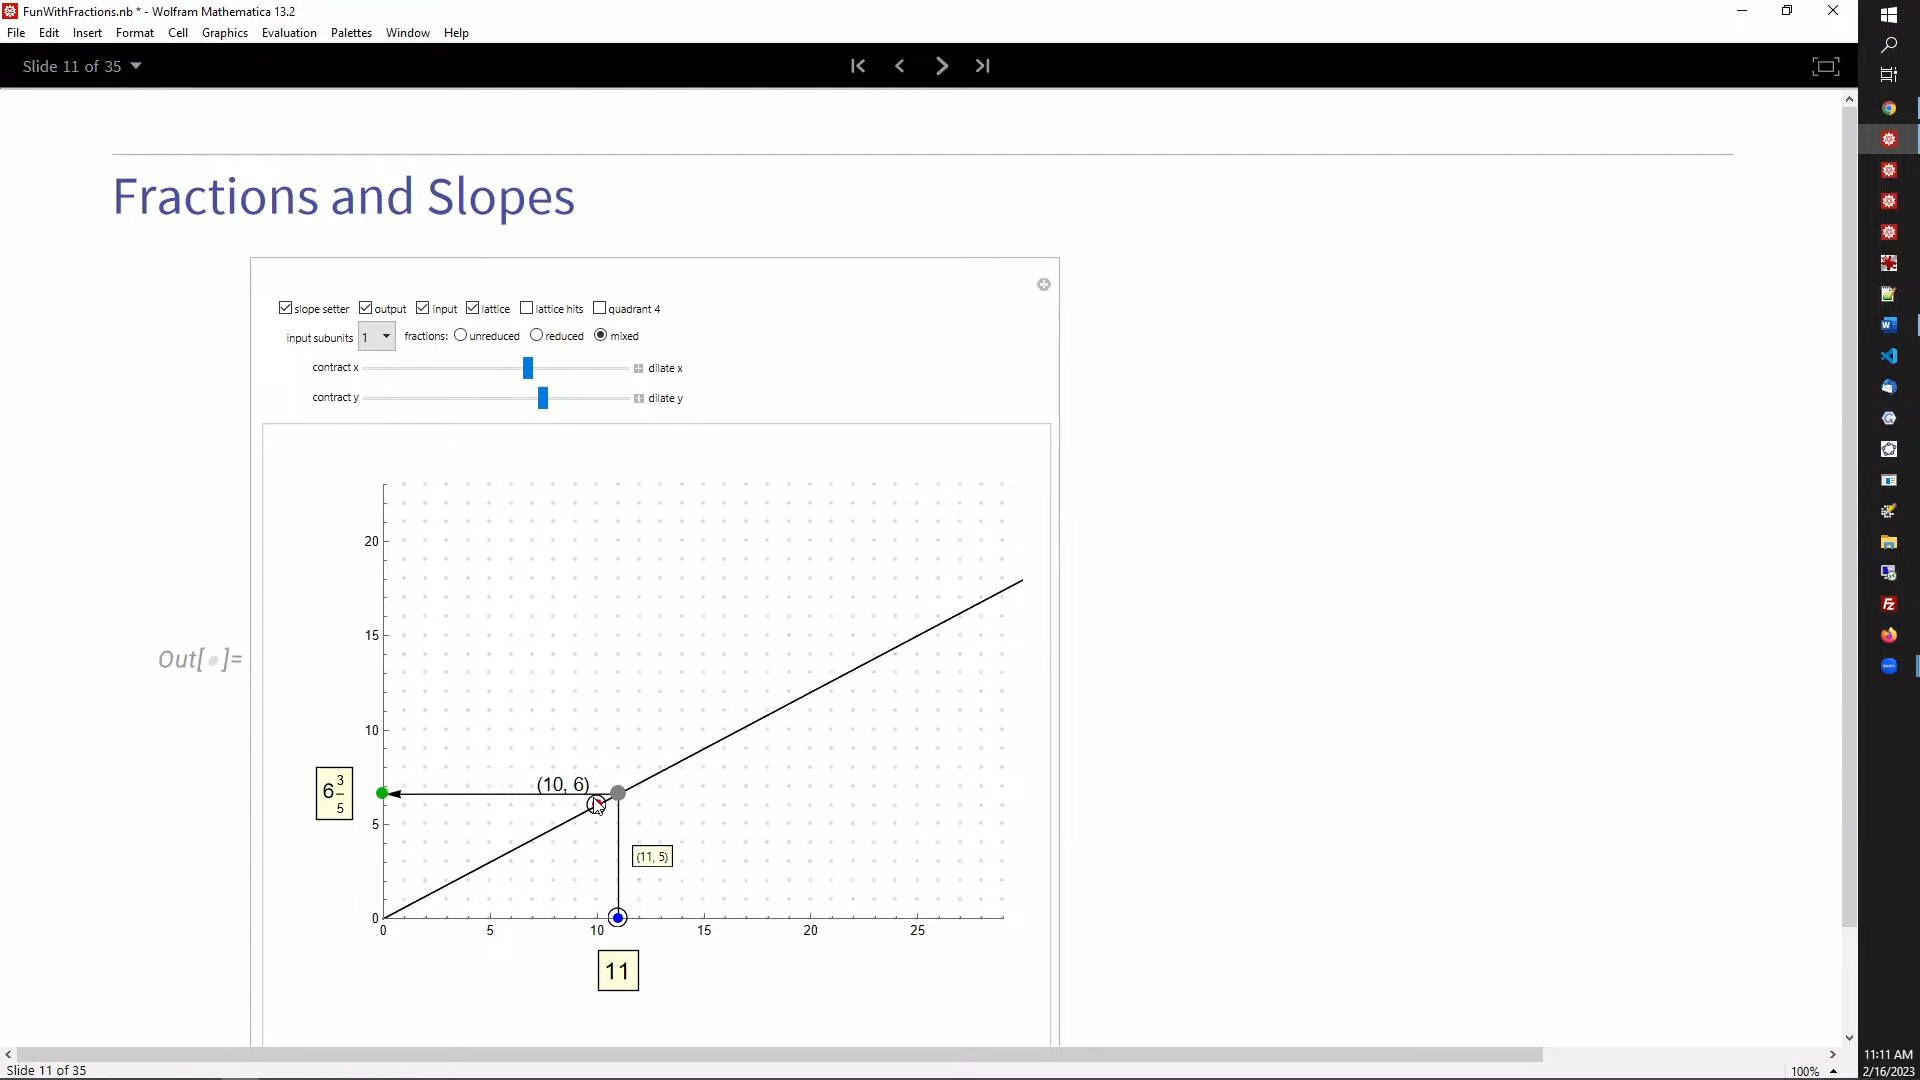 FunWithFractions.nb * - Wolfram Mathematica 13.2
File Edit Insert Format Cell Graphics Evaluation Palettes Window Help
Slide 11 of 35
Fractions and Slopes
slope setter output input lattice lattice hits quadrant 4
input subunits 1 fractions: unreduced reduced mixed
contract x dilate x
contract y dilate y
20
15
Out[ ]=
10
(10, 6)
6 3/5
5
(11, 5)
0
0 5 10 15 20 25
11
Slide 11 of 35
100%
11:11 AM
2/16/2023